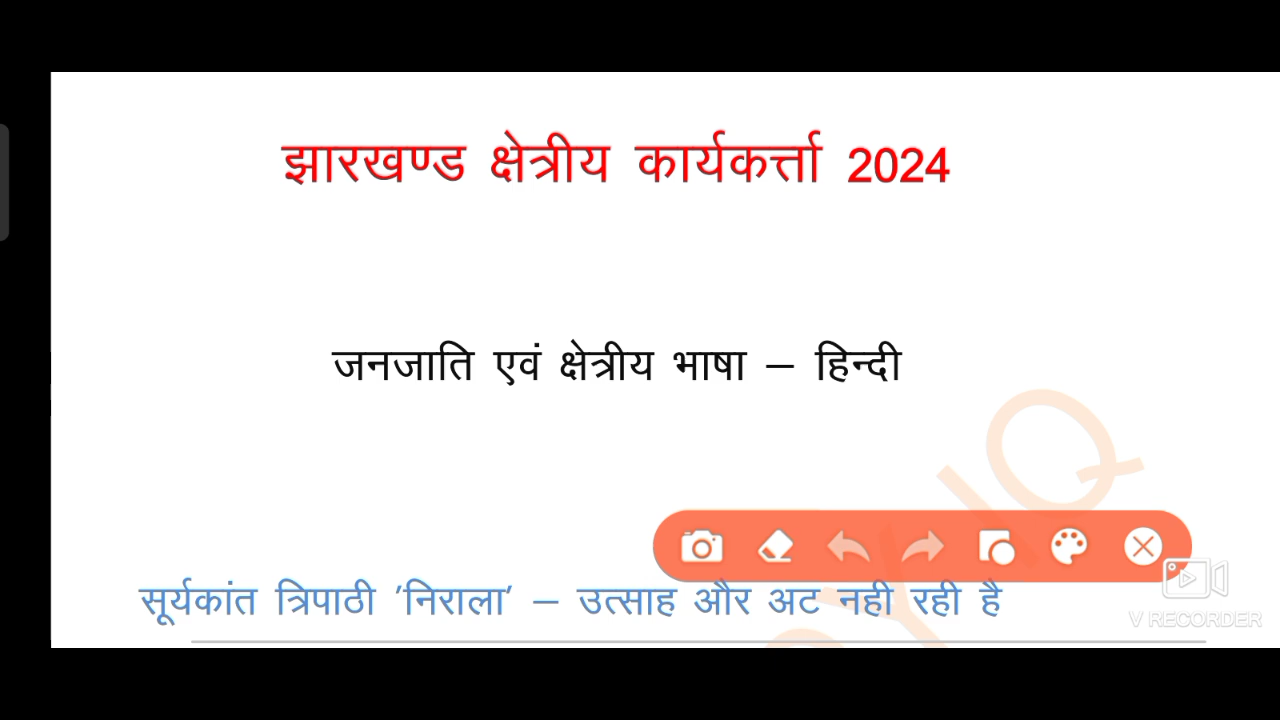 झारखण्ड क्षेत्रीय कार्यकर्त्ता 2024
जनजाति एवं क्षेत्रीय भाषा – हिन्दी
सूर्यकांत त्रिपाठी 'निराला' – उत्साह और अट नही रही है
V RECORDER